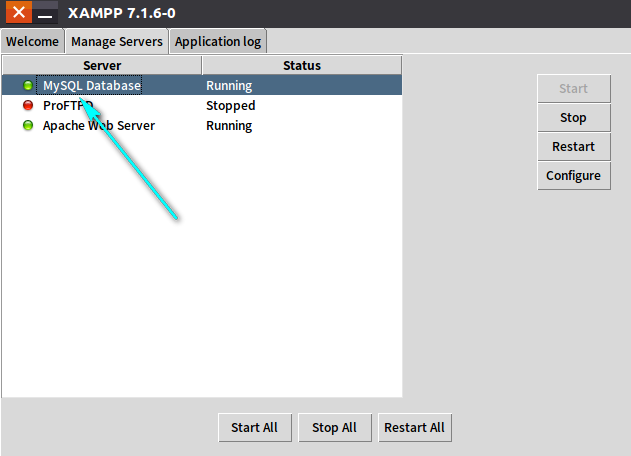 XAMPP 7.1.6-0
Welcome Manage Servers Application log
Server Status
MySQL Database Running
ProFTPD Stopped
Apache Web Server Running
Start
Stop
Restart
Configure
Start All Stop All Restart All